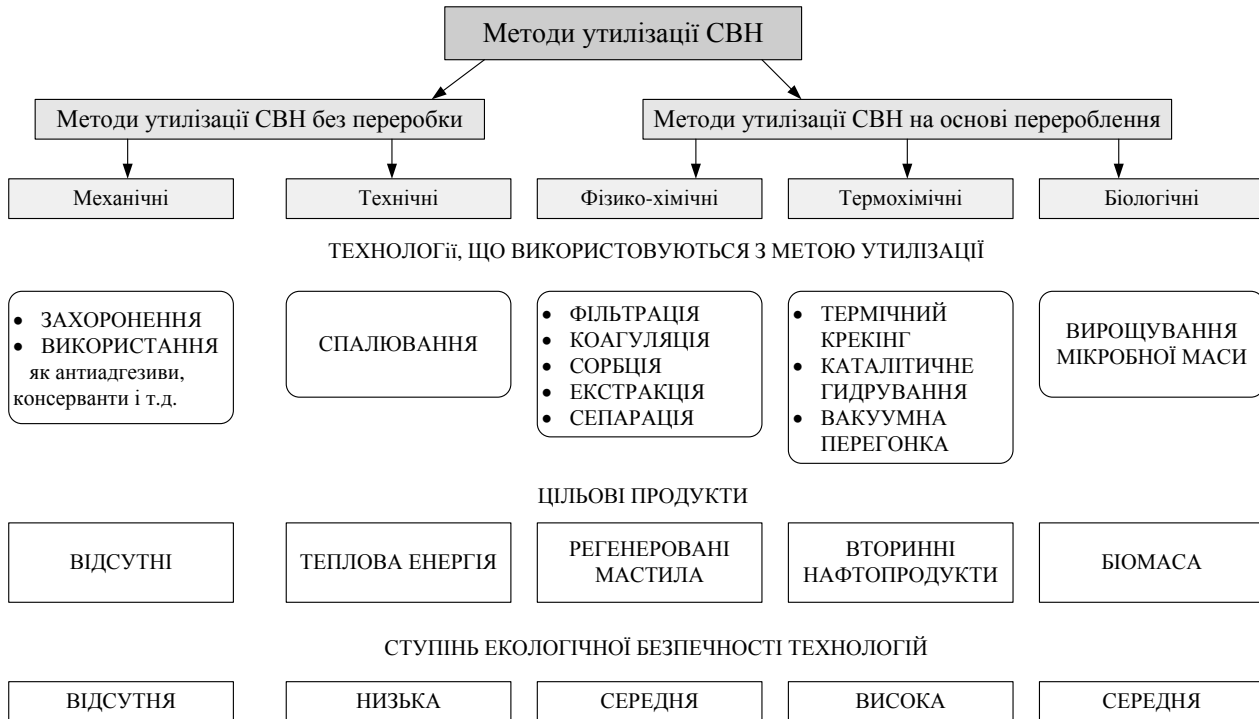 Методи утилізації СВН
Методи утилізації СВН без переробки
Методи утилізації СВН на основі перероблення
Механічні
Технічні
Фізико-хімічні
Термохімічні
Біологічні
ТЕХНОЛОГії, ЩО ВИКОРИСТОВУЮТЬСЯ З МЕТОЮ УТИЛІЗАЦІЇ
• ЗАХОРОНЕННЯ
• ВИКОРИСТАННЯ
як антиадгезиви,
консерванти і т.д.
СПАЛЮВАННЯ
• ФІЛЬТРАЦІЯ
• КОАГУЛЯЦІЯ
• СОРБЦІЯ
• ЕКСТРАКЦІЯ
• СЕПАРАЦІЯ
• ТЕРМІЧНИЙ
КРЕКІНГ
• КАТАЛІТИЧНЕ
ГИДРУВАННЯ
• ВАКУУМНА
ПЕРЕГОНКА
ВИРОЩУВАННЯ
МІКРОБНОЇ МАСИ
ЦІЛЬОВІ ПРОДУКТИ
ВІДСУТНІ
ТЕПЛОВА ЕНЕРГІЯ
РЕГЕНЕРОВАНІ
МАСТИЛА
ВТОРИННІ
НАФТОПРОДУКТИ
БІОМАСА
СТУПІНЬ ЕКОЛОГІЧНОЇ БЕЗПЕЧНОСТІ ТЕХНОЛОГІЙ
ВІДСУТНЯ
НИЗЬКА
СЕРЕДНЯ
ВИСОКА
СЕРЕДНЯ